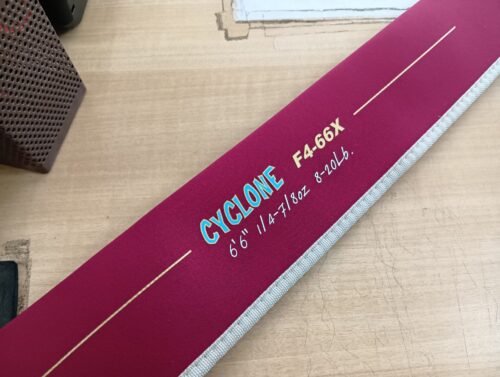 CYCLONE F4-66X
6'6" 1/4-7/8oz 8-20Lb.